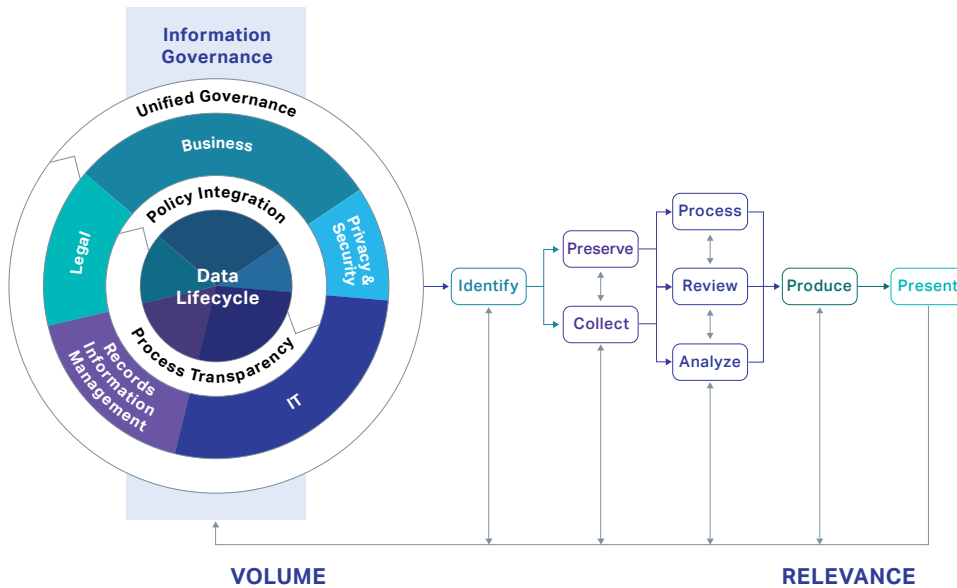 Information
Governance
Unified Governance
Business
Policy Integration
Privacy &
Security
Legal
Data
Lifecycle
Process Transparency
Records
Information
Management
IT
Identify
Preserve
Collect
Process
Review
Analyze
Produce
Present
VOLUME
RELEVANCE